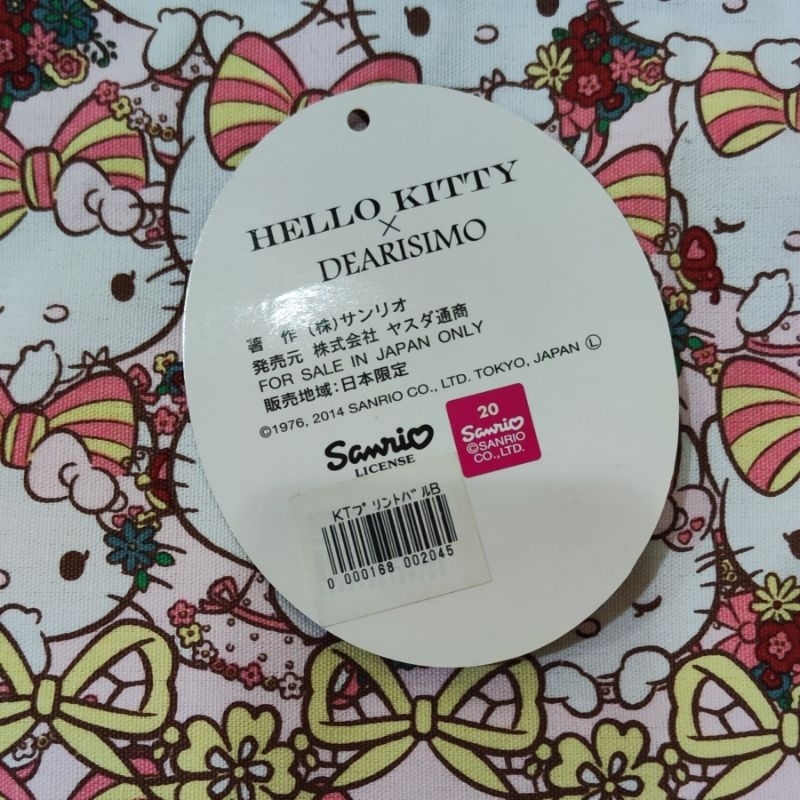 HELLO KITTY
×
DEARISIMO
著 作 (株)サンリオ
発売元 株式会社 ヤスダ通商
FOR SALE IN JAPAN ONLY
販売地域:日本限定
©1976, 2014 SANRIO CO., LTD. TOKYO, JAPAN Ⓛ
Sanrio
LICENSE
20
Sanrio
©SANRIO
CO.,LTD.
KTプリントバルB
0 000168 002045